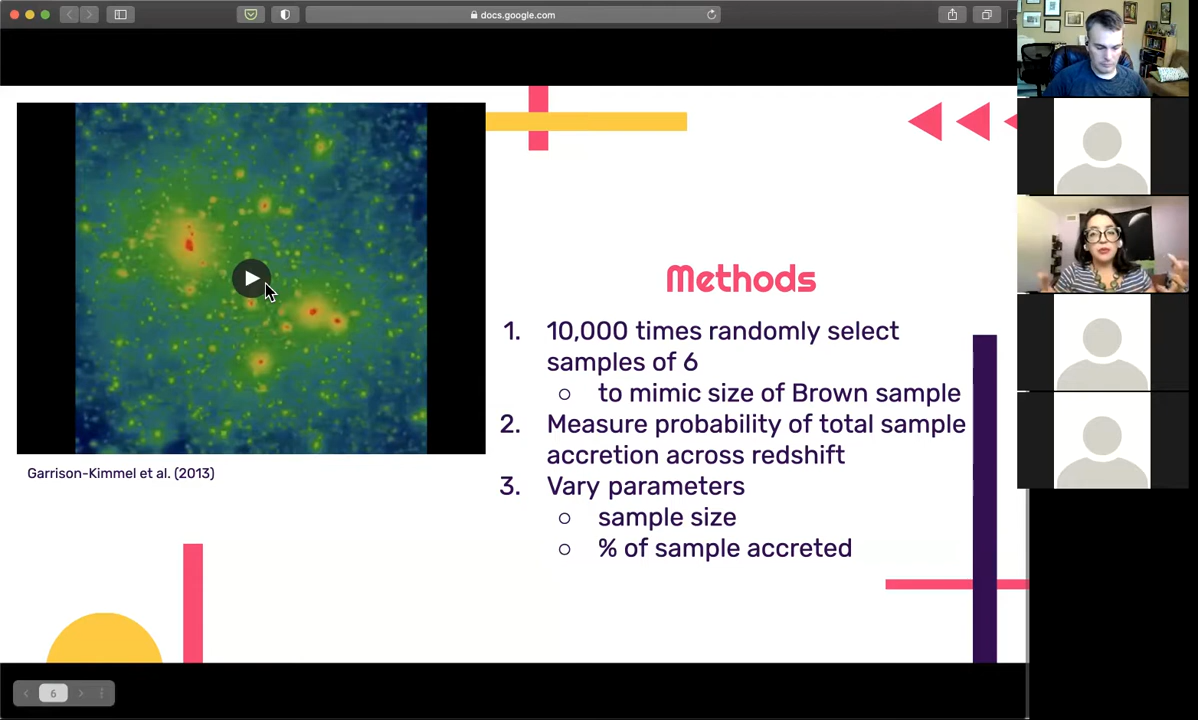 docs.google.com
Methods
1. 10,000 times randomly select
samples of 6
○ to mimic size of Brown sample
2. Measure probability of total sample
accretion across redshift
3. Vary parameters
○ sample size
○ % of sample accreted
Garrison-Kimmel et al. (2013)
6